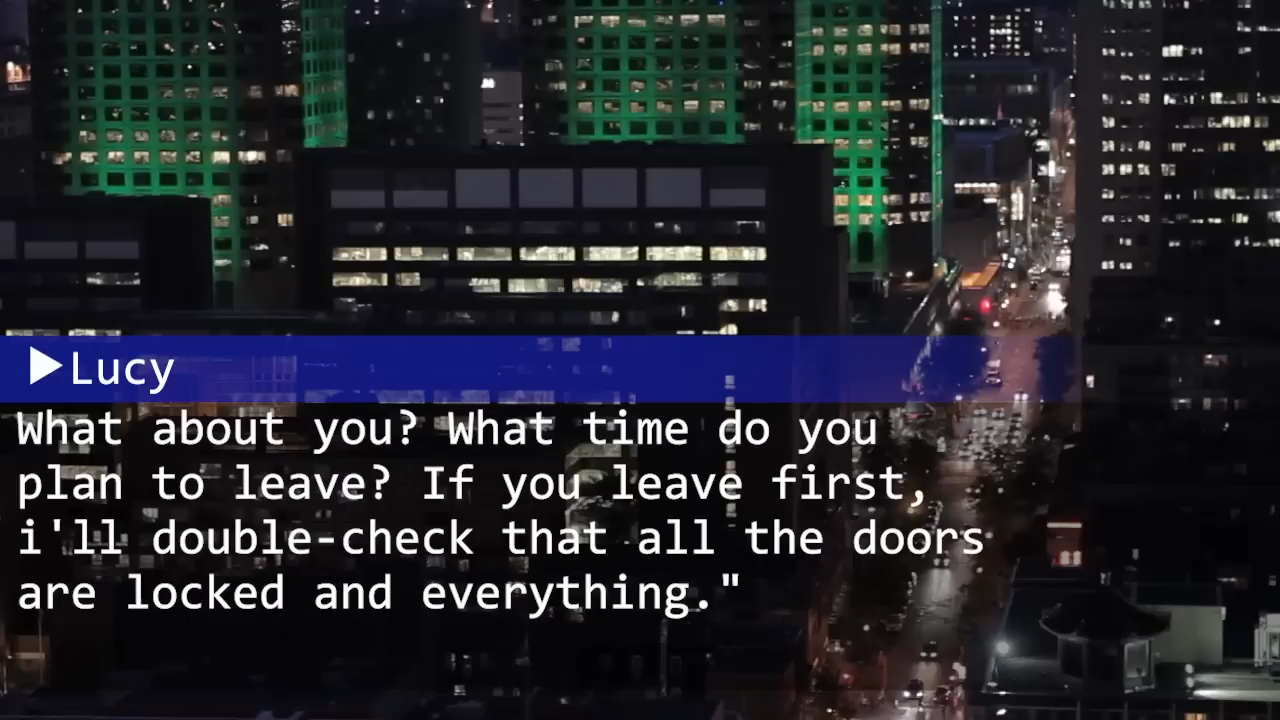 ▶Lucy
What about you? What time do you
plan to leave? If you leave first,
i'll double-check that all the doors
are locked and everything."